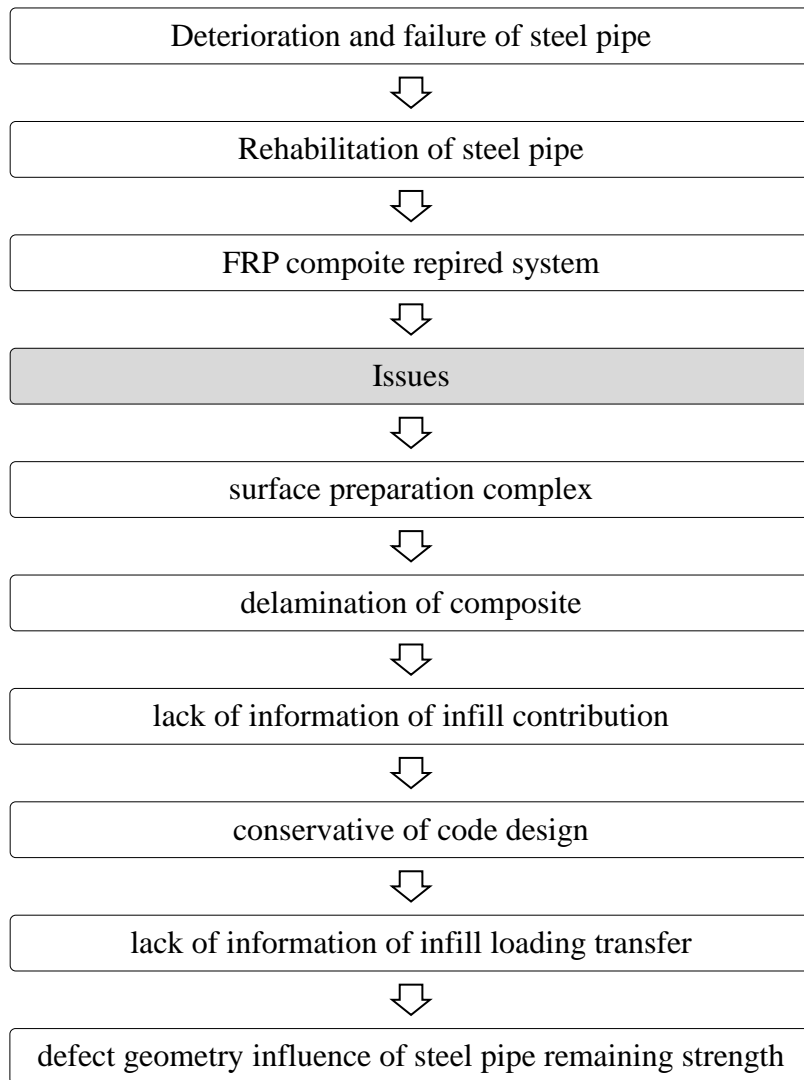 Deterioration and failure of steel pipe
Rehabilitation of steel pipe
FRP compoite repired system
Issues
surface preparation complex
delamination of composite
lack of information of infill contribution
conservative of code design
lack of information of infill loading transfer
defect geometry influence of steel pipe remaining strength